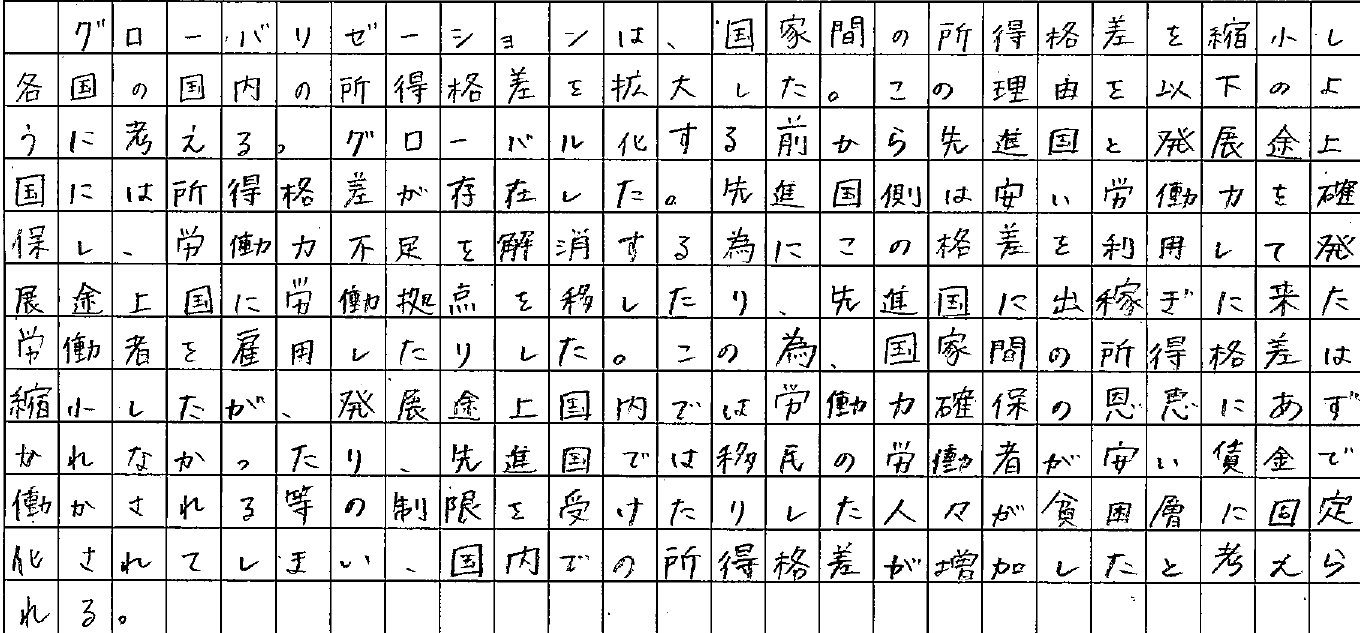 グローバリゼーションは、国家間の所得格差を縮小し
各国の国内の所得格差を拡大した。この理由を以下のよ
うに考える。グローバル化する前から先進国と発展途上
国には所得格差が存在した。先進国側は安い労働力を確
保し、労働力不足を解消する為にこの格差を利用して発
展途上国に労働拠点を移したり、先進国に出稼ぎに来た
労働者を雇用したりした。この為、国家間の所得格差は
縮小したが、発展途上国内では労働力確保の恩恵にあず
かれなかったり、先進国では移民の労働者が安い債金で
働かされる等の制限を受けたりした人々が貧困層に固定
化されてしまい、国内での所得格差が増加したと考えら
れる。